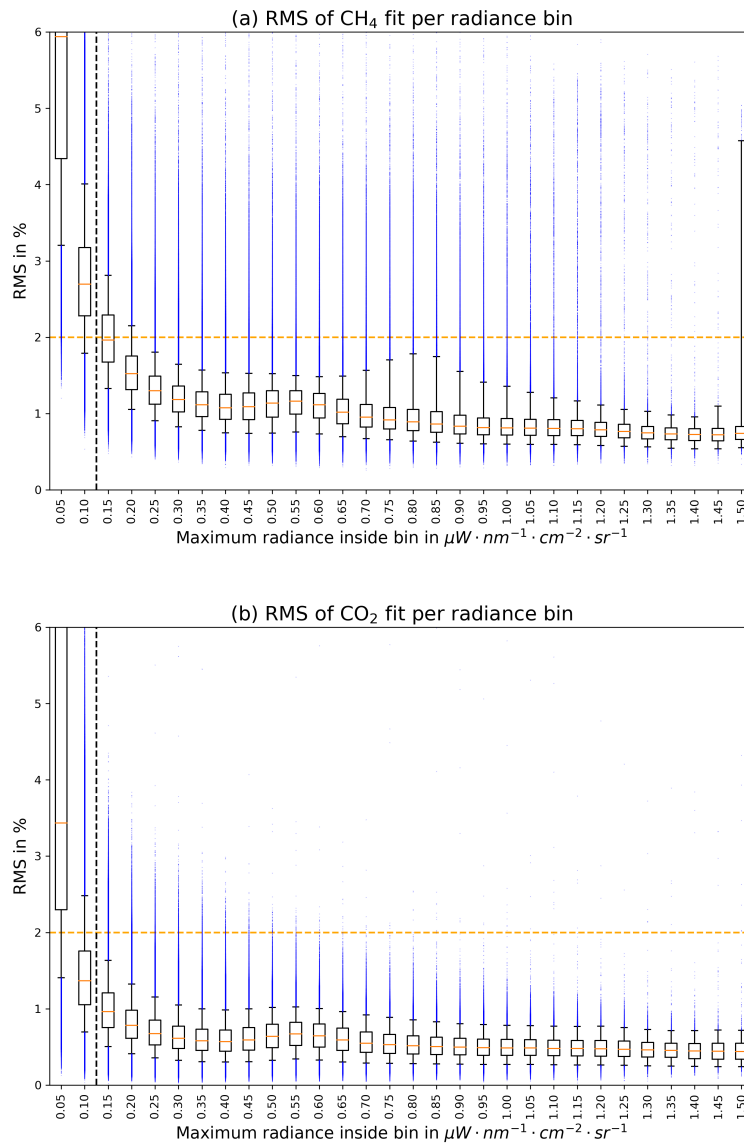 (a) RMS of CH₄ fit per radiance bin
6
5
4
3
2
1
0
RMS in %
0.05 0.10 0.15 0.20 0.25 0.30 0.35 0.40 0.45 0.50 0.55 0.60 0.65 0.70 0.75 0.80 0.85 0.90 0.95 1.00 1.05 1.10 1.15 1.20 1.25 1.30 1.35 1.40 1.45 1.50
Maximum radiance inside bin in μW · nm⁻¹ · cm⁻² · sr⁻¹
(b) RMS of CO₂ fit per radiance bin
6
5
4
3
2
1
0
RMS in %
0.05 0.10 0.15 0.20 0.25 0.30 0.35 0.40 0.45 0.50 0.55 0.60 0.65 0.70 0.75 0.80 0.85 0.90 0.95 1.00 1.05 1.10 1.15 1.20 1.25 1.30 1.35 1.40 1.45 1.50
Maximum radiance inside bin in μW · nm⁻¹ · cm⁻² · sr⁻¹